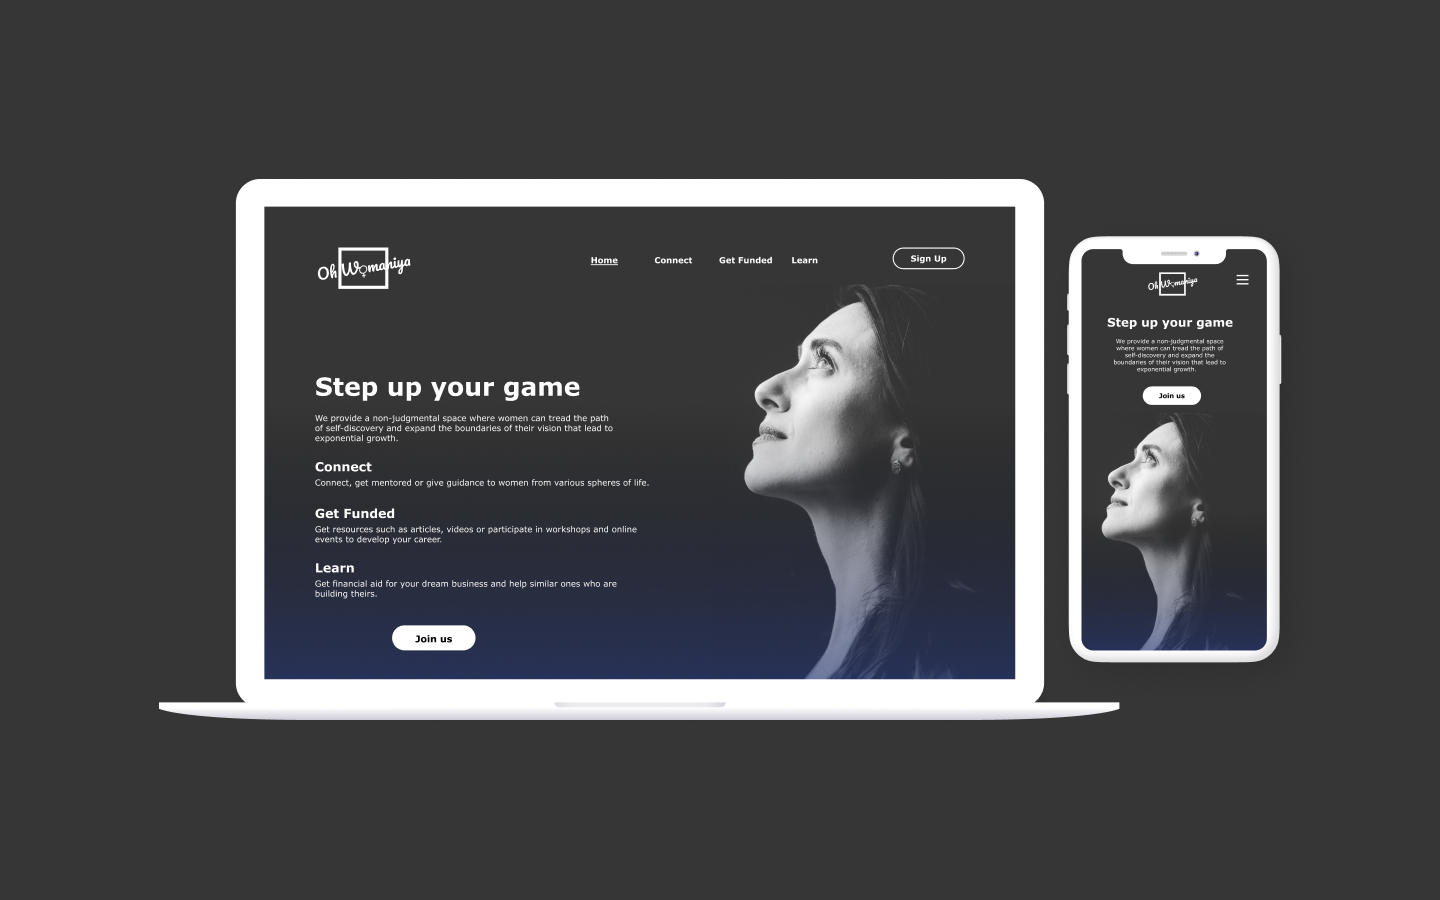 Oh Womaniya
Home Connect Get Funded Learn Sign Up
Step up your game
We provide a non-judgmental space where women can tread the path
of self-discovery and expand the boundaries of their vision that lead to
exponential growth.
Connect
Connect, get mentored or give guidance to women from various spheres of life.
Get Funded
Get resources such as articles, videos or participate in workshops and online
events to develop your career.
Learn
Get financial aid for your dream business and help similar ones who are
building theirs.
Join us
Oh Womaniya
Step up your game
We provide a non-judgmental space
where women can tread the path of
self-discovery and expand the
boundaries of their vision that lead to
exponential growth.
Join us